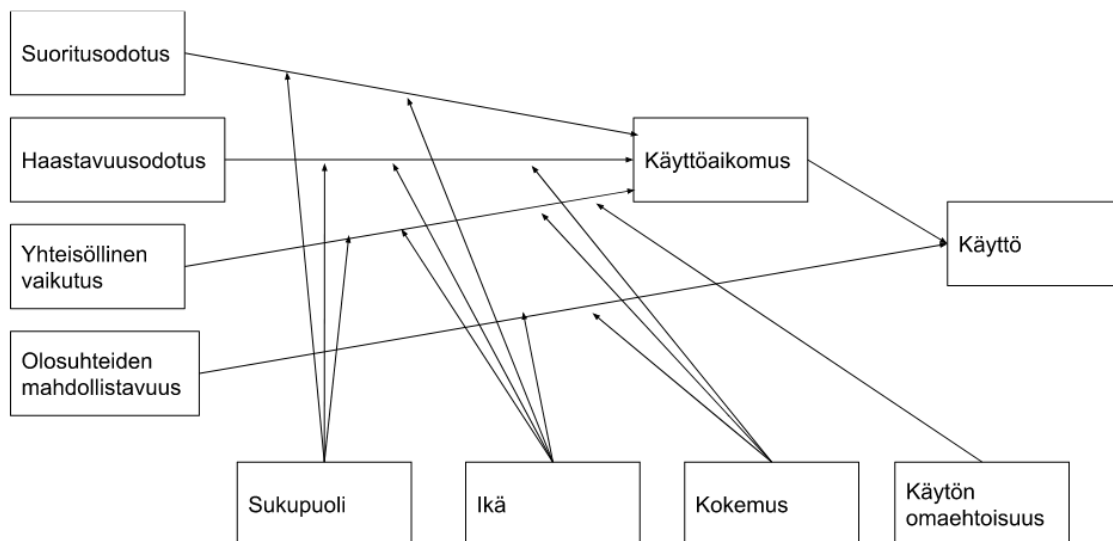 Suoritusodotus
Haastavuusodotus
Käyttöaikomus
Yhteisöllinen
vaikutus
Käyttö
Olosuhteiden
mahdollistavuus
Sukupuoli
Ikä
Kokemus
Käytön
omaehtoisuus